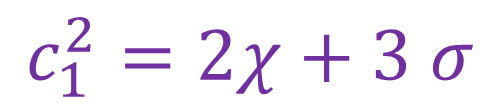 c₁² = 2χ + 3 σ